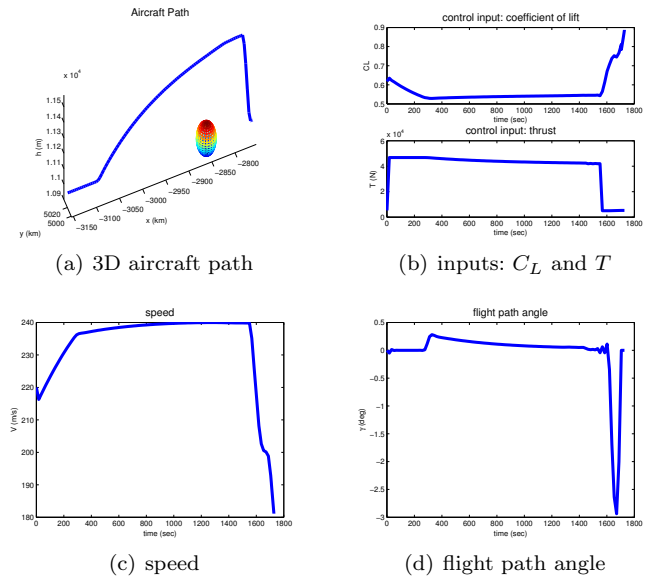 Aircraft Path
x 10^4
11.15
1.14
1.13
1.12
1.11
1.1
1.09
h (m)
5020
5000
y (km)
−3150
−3100
−3050
−3000
−2950
−2900
−2850
−2800
x (km)
(a) 3D aircraft path
control input: coefficient of lift
0.9
0.8
0.7
0.6
0.5
CL
0 200 400 600 800 1000 1200 1400 1600 1800
time (sec)
control input: thrust
x 10^4
6
4
2
0
T (N)
0 200 400 600 800 1000 1200 1400 1600 1800
time (sec)
(b) inputs: C_L and T
speed
240
230
220
210
200
190
180
V (m/s)
0 200 400 600 800 1000 1200 1400 1600 1800
time (sec)
(c) speed
flight path angle
0.5
0
−0.5
−1
−1.5
−2
−2.5
−3
γ (deg)
0 200 400 600 800 1000 1200 1400 1600 1800
time (sec)
(d) flight path angle